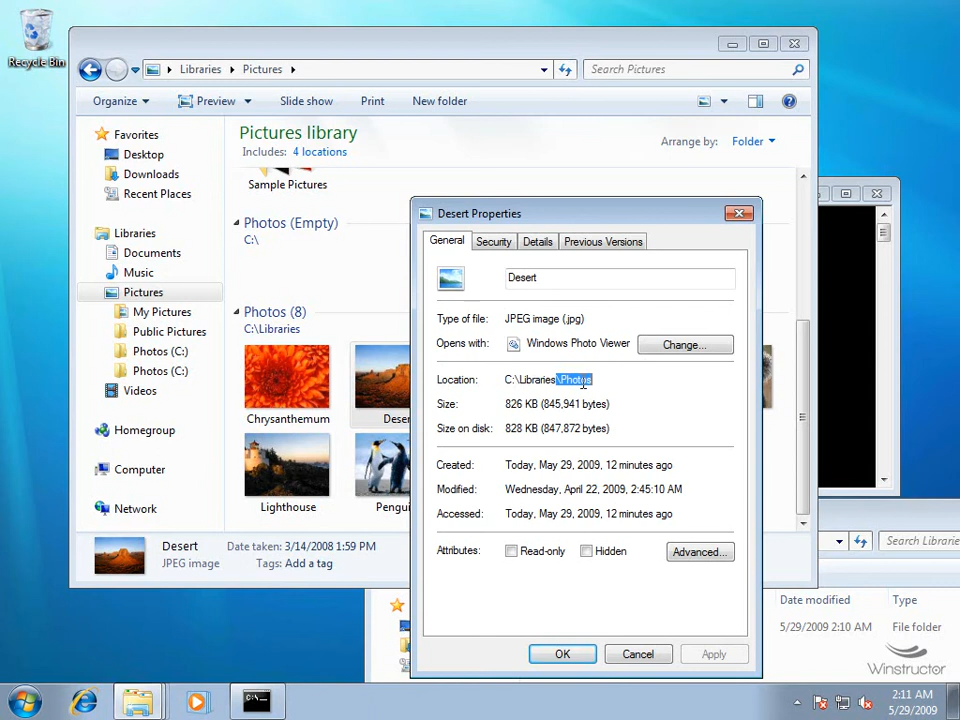 Recycle Bin
Libraries Pictures
Search Pictures
Organize Preview Slide show Print New folder
Favorites
Desktop
Downloads
Recent Places
Libraries
Documents
Music
Pictures
My Pictures
Public Pictures
Photos (C:)
Photos (C:)
Videos
Homegroup
Computer
Network
Pictures library
Includes: 4 locations
Arrange by: Folder
Sample Pictures
Photos (Empty)
C:\
Photos (8)
C:\Libraries
Chrysanthemum
Deser
Lighthouse
Pengui
Desert
JPEG image
Date taken: 3/14/2008 1:59 PM
Tags: Add a tag
Desert Properties
General Security Details Previous Versions
Desert
Type of file: JPEG image (.jpg)
Opens with: Windows Photo Viewer Change...
Location: C:\Libraries\Photos
Size: 826 KB (845,941 bytes)
Size on disk: 828 KB (847,872 bytes)
Created: Today, May 29, 2009, 12 minutes ago
Modified: Wednesday, April 22, 2009, 2:45:10 AM
Accessed: Today, May 29, 2009, 12 minutes ago
Attributes: Read-only Hidden Advanced...
OK Cancel Apply
Search Librarie
Date modified Type
5/29/2009 2:10 AM File folder
Winstructor
2:11 AM
5/29/2009